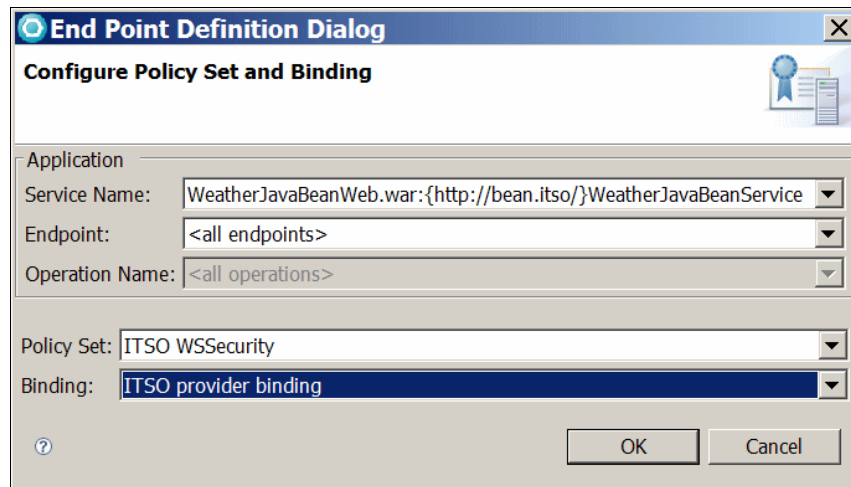 End Point Definition Dialog
Configure Policy Set and Binding
Application
Service Name: WeatherJavaBeanWeb.war:{http://bean.itso/}WeatherJavaBeanService
Endpoint: <all endpoints>
Operation Name: <all operations>
Policy Set: ITSO WSSecurity
Binding: ITSO provider binding
? OK Cancel